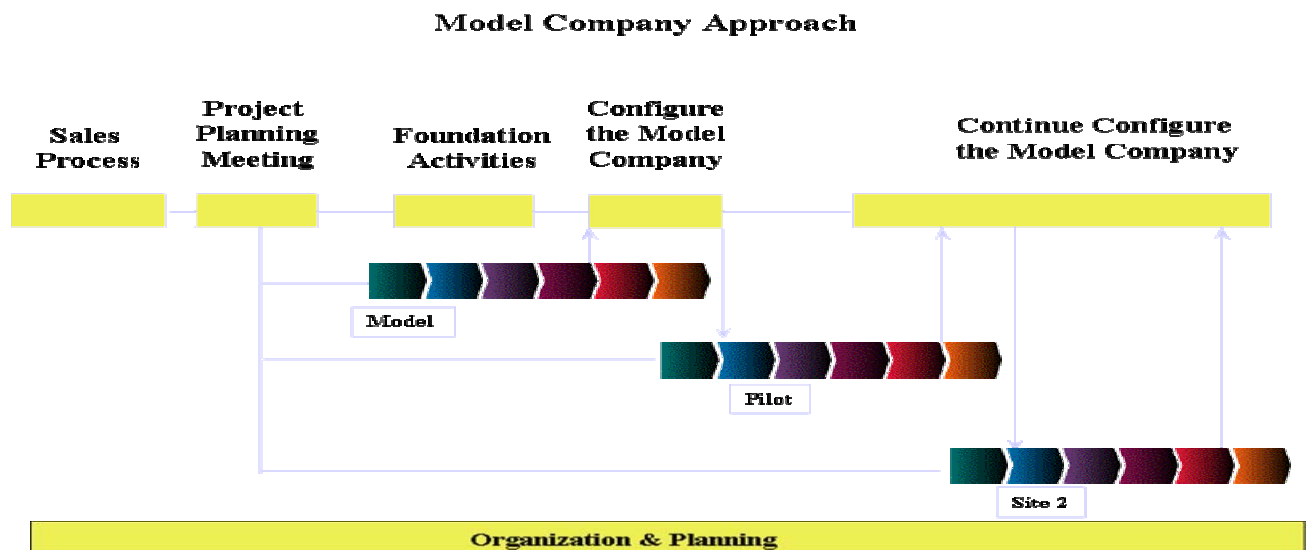 Model Company Approach
Sales
Process
Project
Planning
Meeting
Foundation
Activities
Configure
the Model
Company
Continue Configure
the Model Company
Model
Pilot
Site 2
Organization & Planning